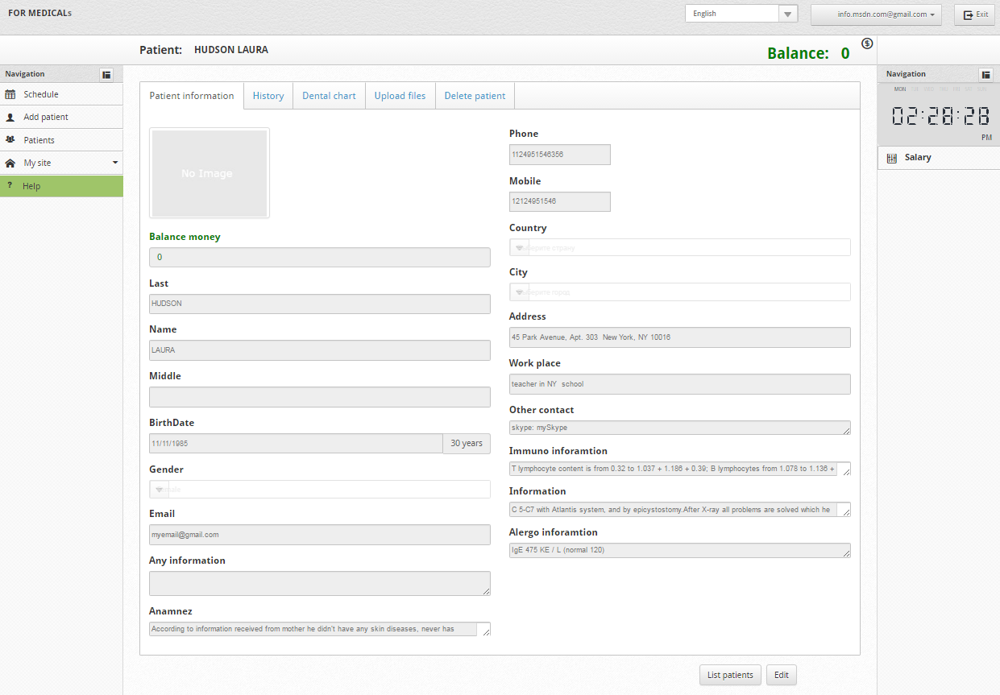 FOR MEDICALs
English
info.msdn.com@gmail.com
Exit
Patient: HUDSON LAURA
Balance: 0
Navigation
Schedule
Add patient
Patients
My site
? Help
Patient information
History
Dental chart
Upload files
Delete patient
No Image
Balance money
0
Last
HUDSON
Name
LAURA
Middle
BirthDate
11/11/1985
30 years
Gender
Email
myemail@gmail.com
Any information
Anamnez
According to information received from mother he didn't have any skin diseases, never has
Phone
1124951546356
Mobile
12124951546
Country
Выберите страну
City
Выберите город
Address
45 Park Avenue, Apt. 303 New York, NY 10016
Work place
teacher in NY school
Other contact
skype: mySkype
Immuno inforamtion
T lymphocyte content is from 0.32 to 1.037 + 1.186 + 0.39; B lymphocytes from 1.078 to 1.136 +
Information
C 5-C7 with Atlantis system, and by epicystostomy.After X-ray all problems are solved which he
Alergo inforamtion
IgE 475 KE / L (normal 120)
List patients
Edit
Navigation
MON TUE WED THU FRI SAT SUN
02:28:28
PM
Salary